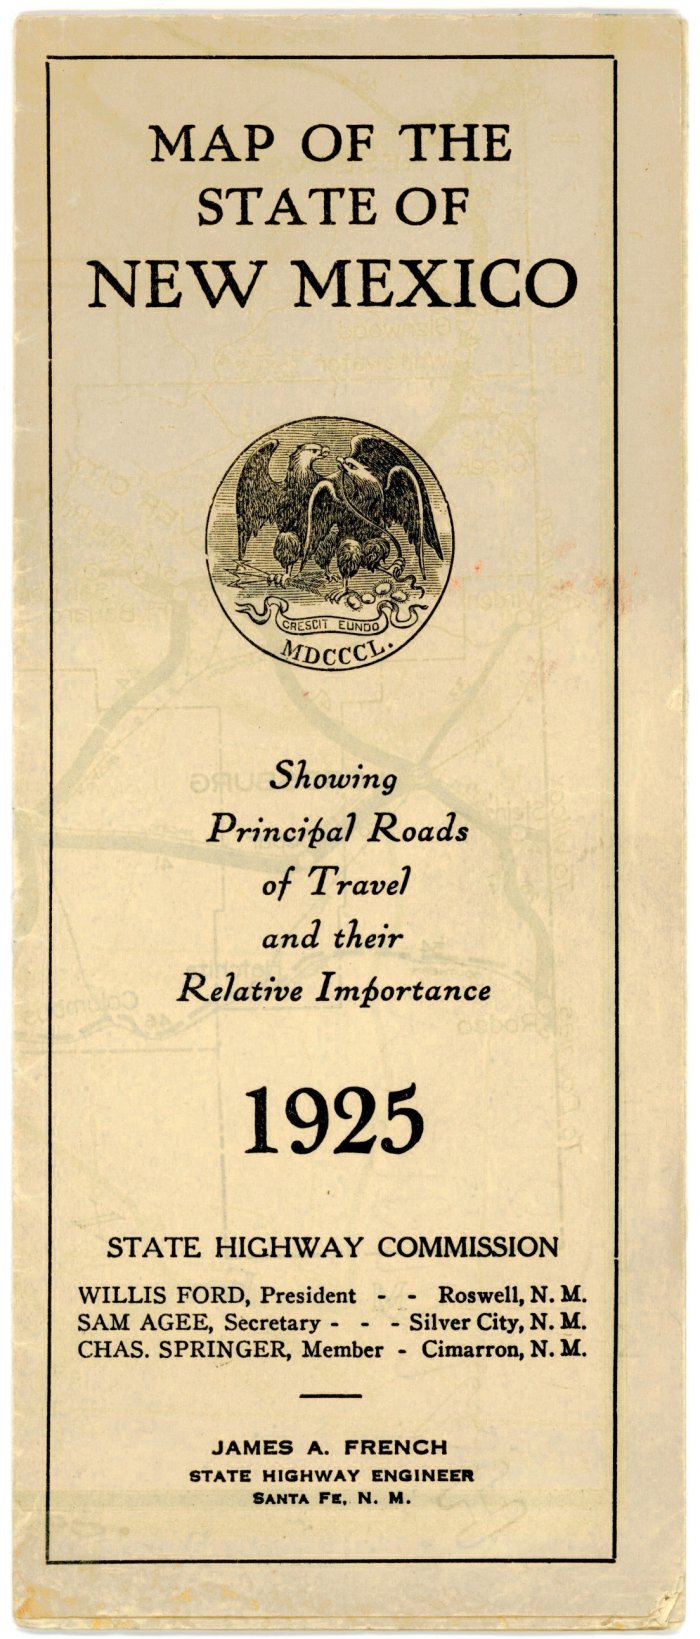 MAP OF THE
STATE OF
NEW MEXICO
CRESCIT EUNDO
MDCCCL.
Showing
Principal Roads
of Travel
and their
Relative Importance
1925
STATE HIGHWAY COMMISSION
WILLIS FORD, President - - Roswell, N. M.
SAM AGEE, Secretary - - - Silver City, N. M.
CHAS. SPRINGER, Member - Cimarron, N. M.
JAMES A. FRENCH
STATE HIGHWAY ENGINEER
SANTA FE, N. M.